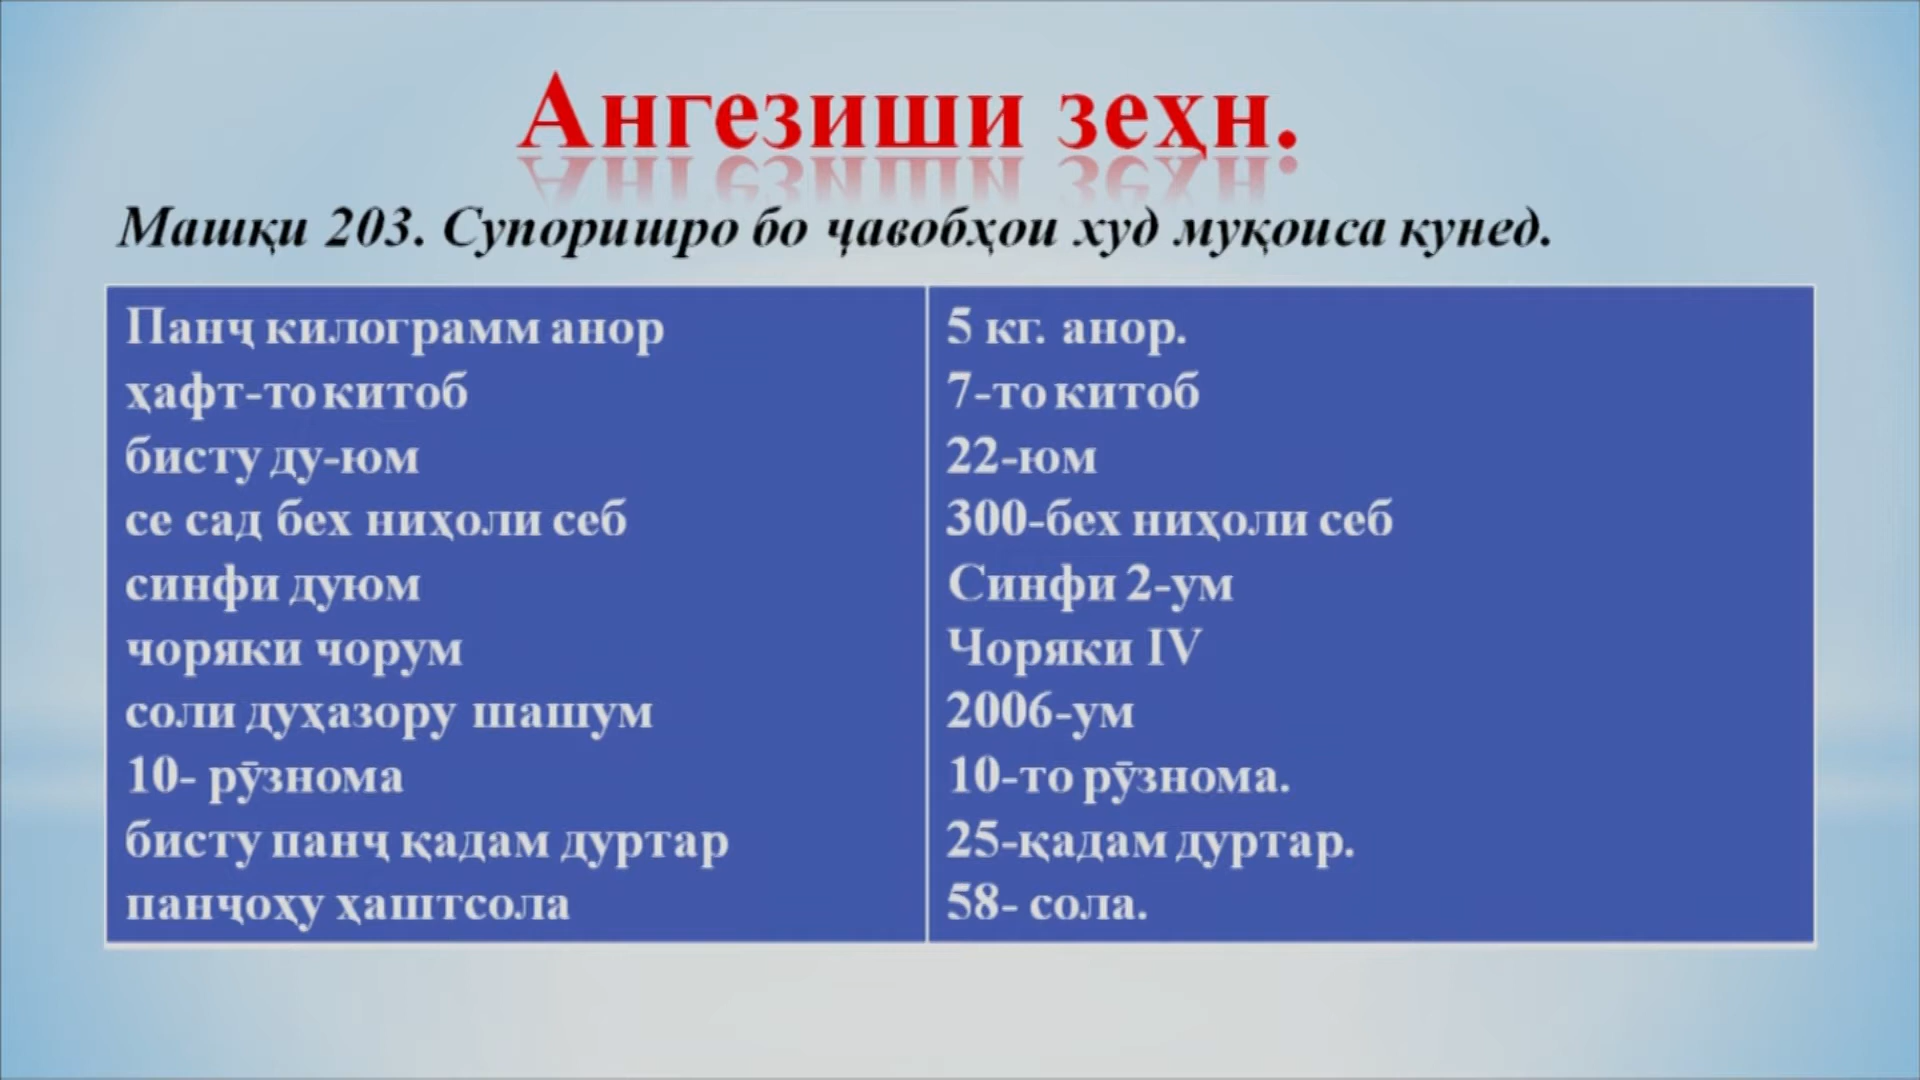 Ангезиши зеҳн.
Машқи 203. Супоришро бо ҷавобҳои худ муқоиса кунед.
Панҷ килограмм анор
ҳафт-то китоб
бисту ду-юм
се сад бех ниҳоли себ
синфи дуюм
чоряки чорум
соли духазору шашум
10- рӯзнома
бисту панҷ қадам дуртар
панҷоҳу ҳаштсола
5 кг. анор.
7-то китоб
22-юм
300-бех ниҳоли себ
Синфи 2-ум
Чоряки IV
2006-ум
10-то рӯзнома.
25-қадам дуртар.
58- сола.